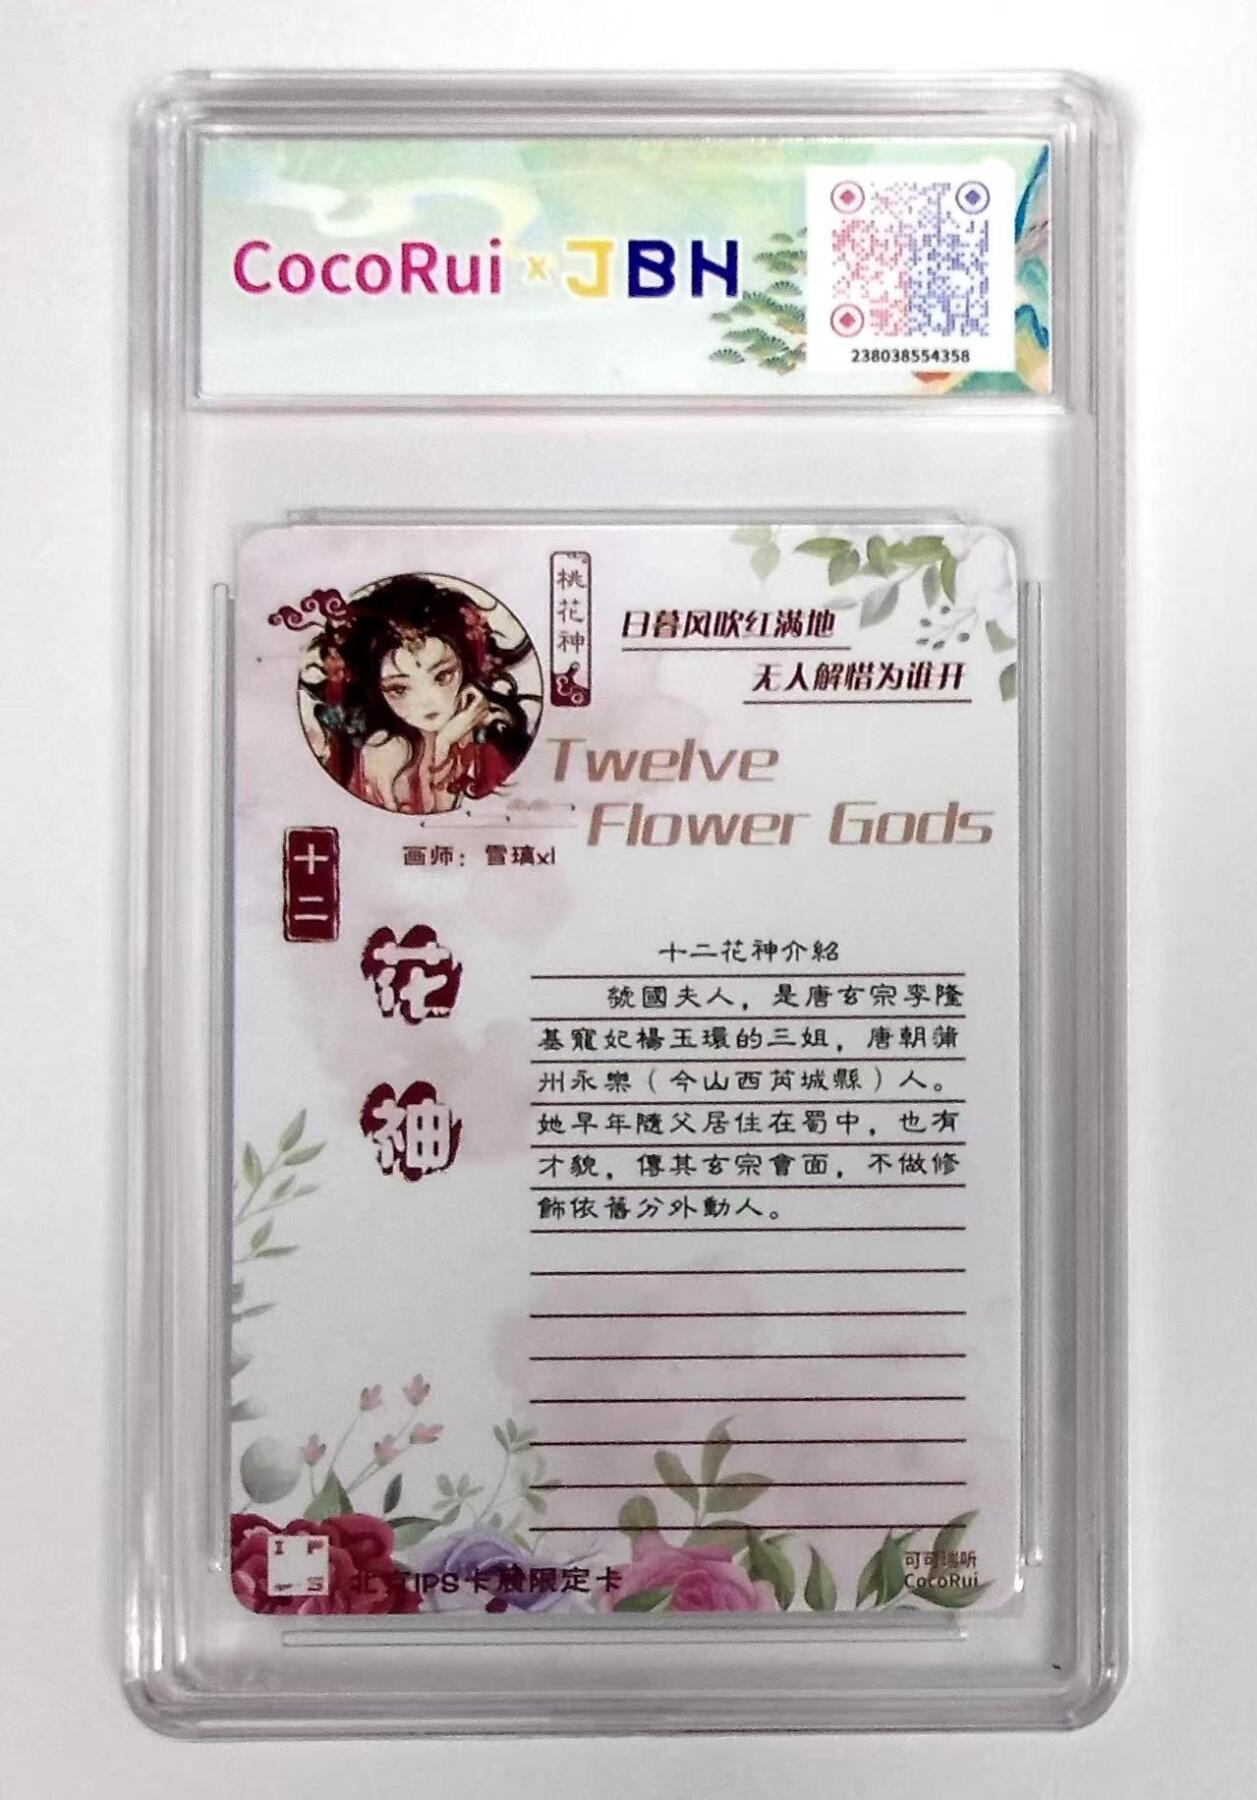 CocoRui x JBH
238038554358
桃花神
日暮风吹红满地
无人解惜为谁开
Twelve
Flower Gods
画师：雪璃xl
十二
花神
十二花神介紹
號國夫人，是唐玄宗李隆
基寵妃楊玉環的三姐，唐朝蒲
州永樂（今山西芮城縣）人。
她早年隨父居住在蜀中，也有
才貌，傳其玄宗會面，不做修
飾依舊分外動人。
IPS卡展限定卡
可可瑞听
CocoRui